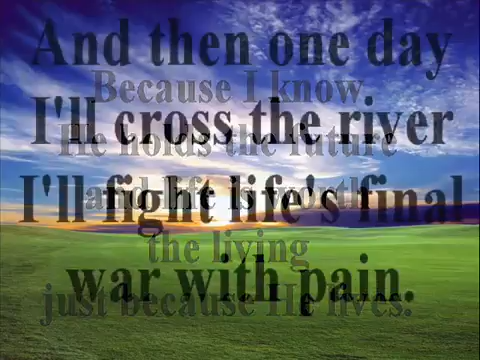 And then one day
I'll cross the river
I'll fight life's final
war with pain.
Because I know
He holds the future
and life is worth
the living
just because He lives.